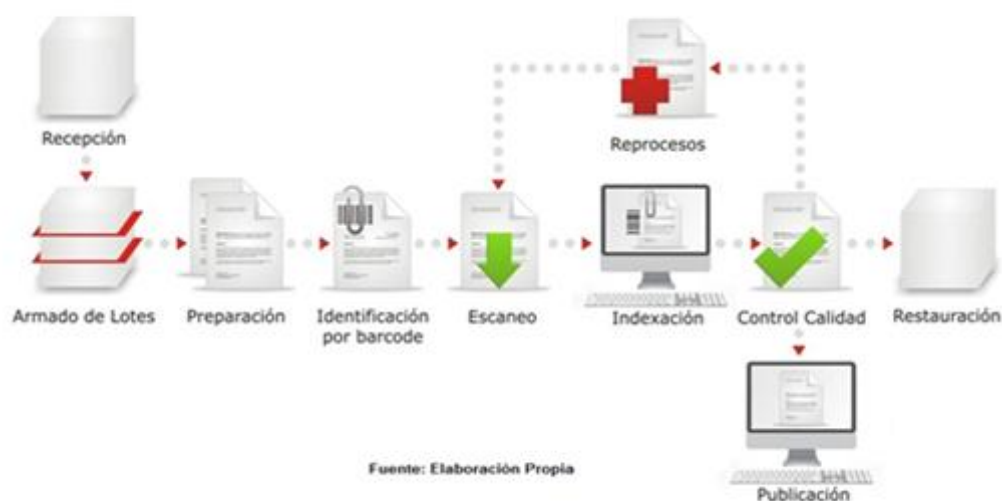 Recepción
Reprocesos
Armado de Lotes
Preparación
Identificación
por barcode
Escaneo
Indexación
Control Calidad
Restauración
Fuente: Elaboración Propia
Publicación